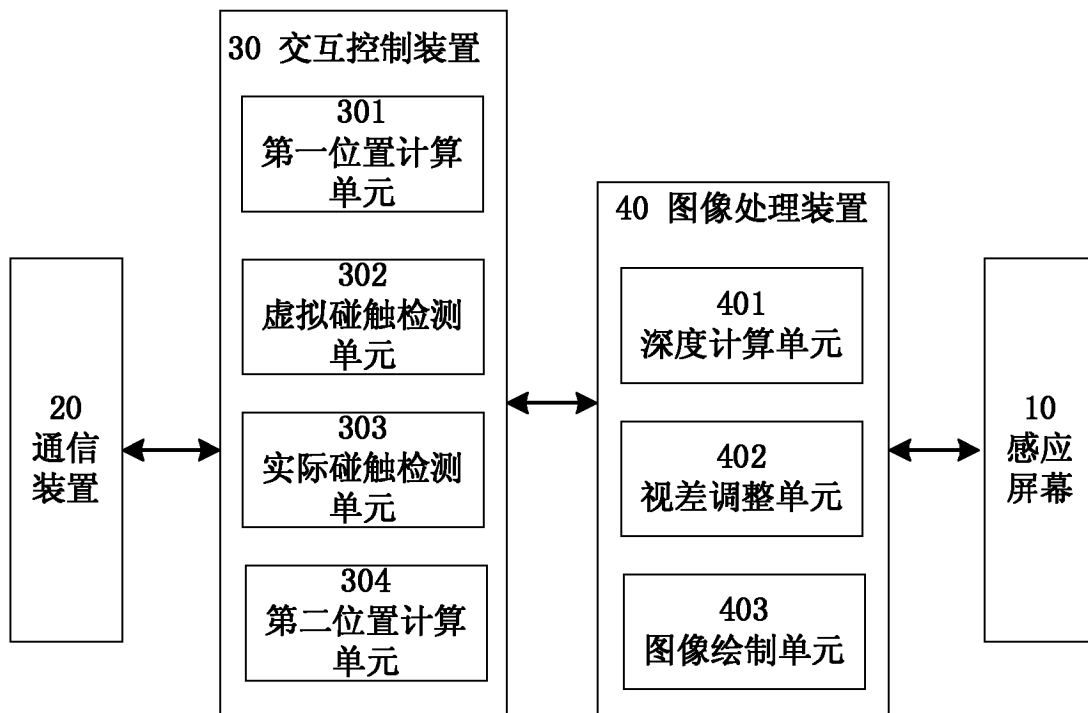 20
通信
装置
30 交互控制装置
301
第一位置计算
单元
302
虚拟碰触检测
单元
303
实际碰触检测
单元
304
第二位置计算
单元
40 图像处理装置
401
深度计算单元
402
视差调整单元
403
图像绘制单元
10
感应
屏幕